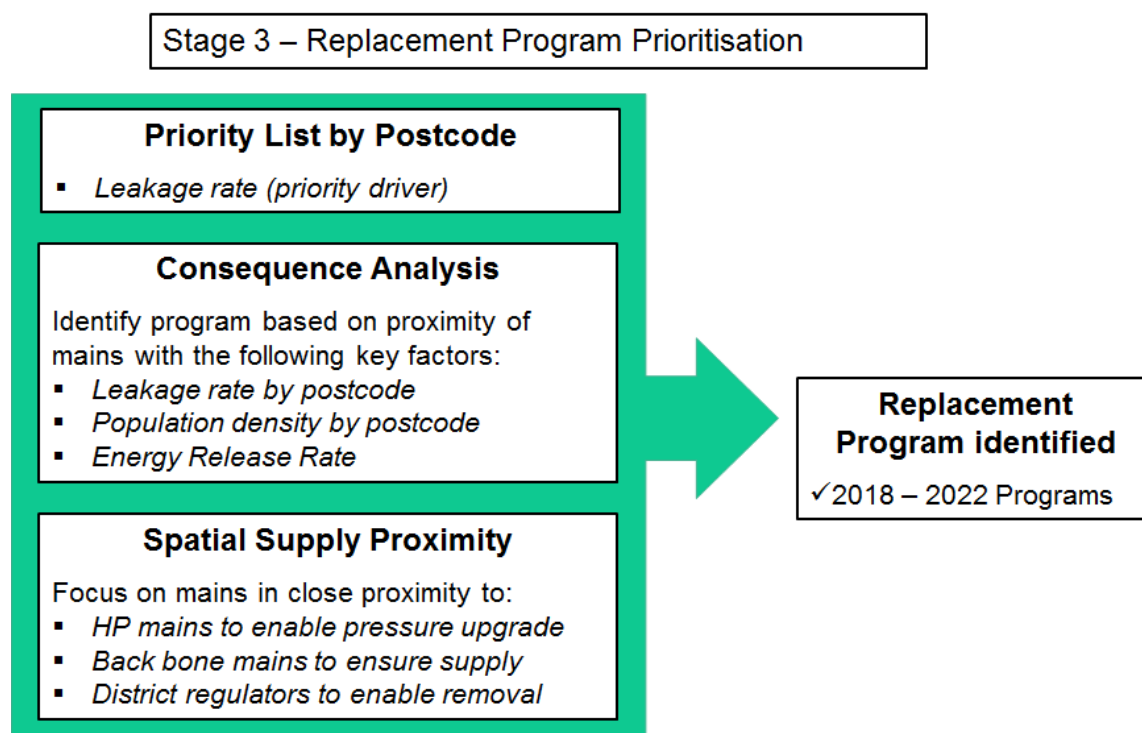 Stage 3 – Replacement Program Prioritisation
Priority List by Postcode
▪ Leakage rate (priority driver)
Consequence Analysis
Identify program based on proximity of
mains with the following key factors:
▪ Leakage rate by postcode
▪ Population density by postcode
▪ Energy Release Rate
Spatial Supply Proximity
Focus on mains in close proximity to:
▪ HP mains to enable pressure upgrade
▪ Back bone mains to ensure supply
▪ District regulators to enable removal
Replacement
Program identified
✓2018 – 2022 Programs